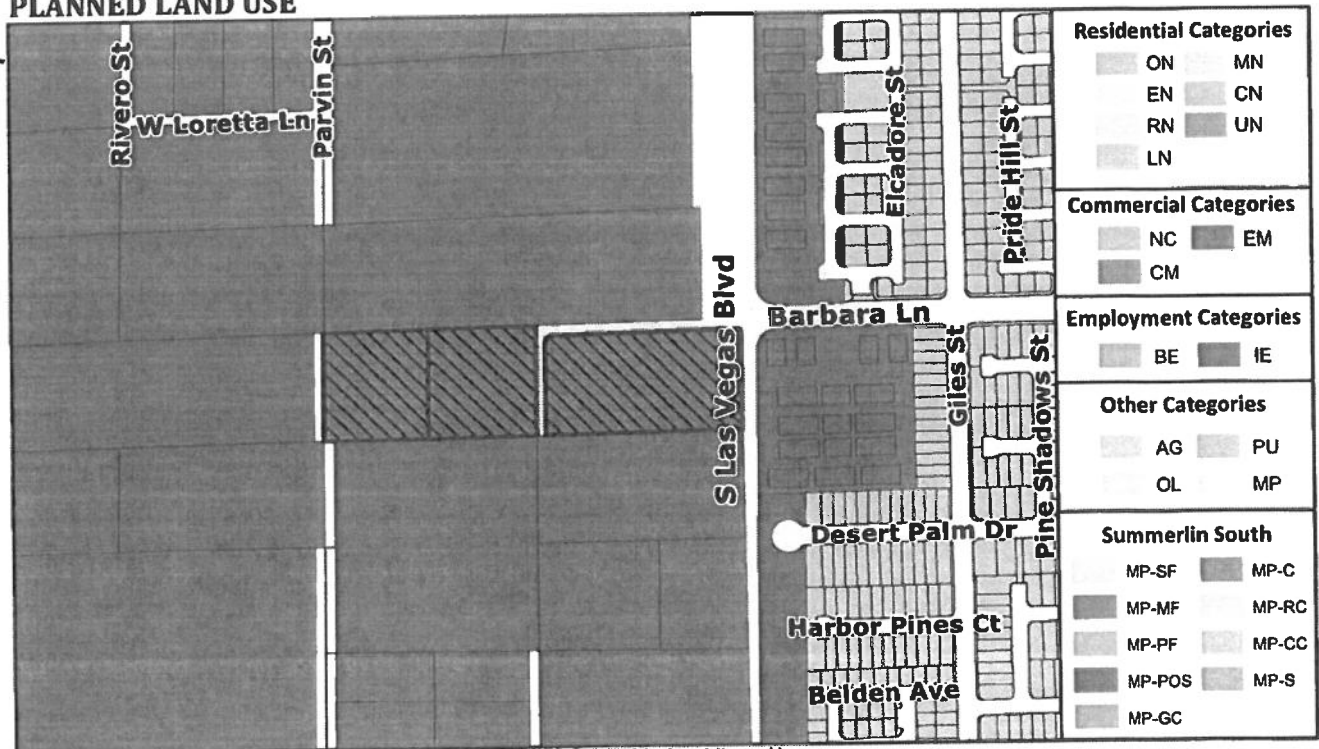 PLANNED LAND USE
Rivero St
Parvin St
W Loretta Ln
S Las Vegas Blvd
Elcadore St
Pride Hill St
Barbara Ln
Giles St
Pine Shadows St
Desert Palm Dr
Harbor Pines Ct
Belden Ave
Residential Categories
ON MN
EN CN
RN UN
LN
Commercial Categories
NC EM
CM
Employment Categories
BE IE
Other Categories
AG PU
OL MP
Summerlin South
MP-SF MP-C
MP-MF MP-RC
MP-PF MP-CC
MP-POS MP-S
MP-GC